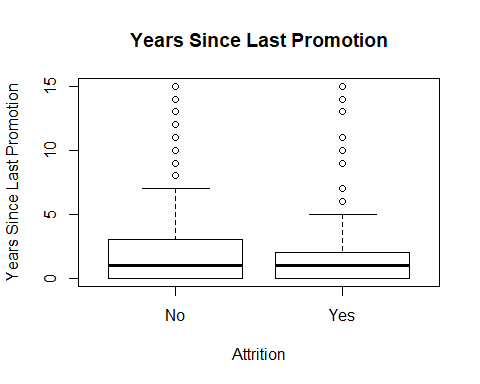 Years Since Last Promotion
Years Since Last Promotion
15
10
5
0
No
Yes
Attrition